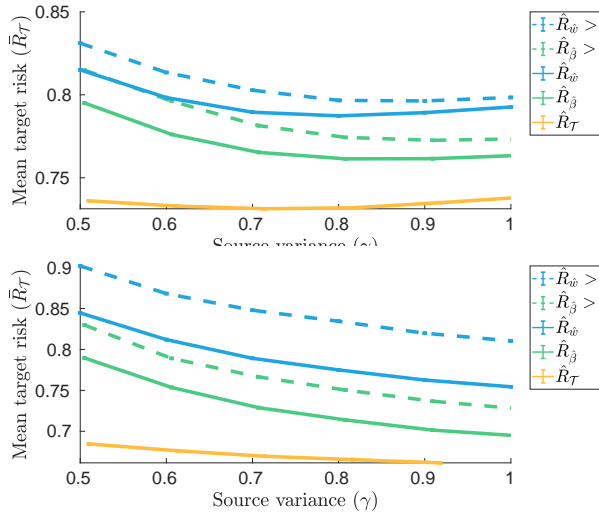 0.85
0.8
0.75
Mean target risk (R̄_𝒯)
0.5 0.6 0.7 0.8 0.9 1
Source variance (γ)
R̂_ŵ >
R̂_β̂ >
R̂_ŵ
R̂_β̂
R̂_𝒯
0.9
0.85
0.8
0.75
0.7
Mean target risk (R̄_𝒯)
0.5 0.6 0.7 0.8 0.9 1
Source variance (γ)
R̂_ŵ >
R̂_β̂ >
R̂_ŵ
R̂_β̂
R̂_𝒯